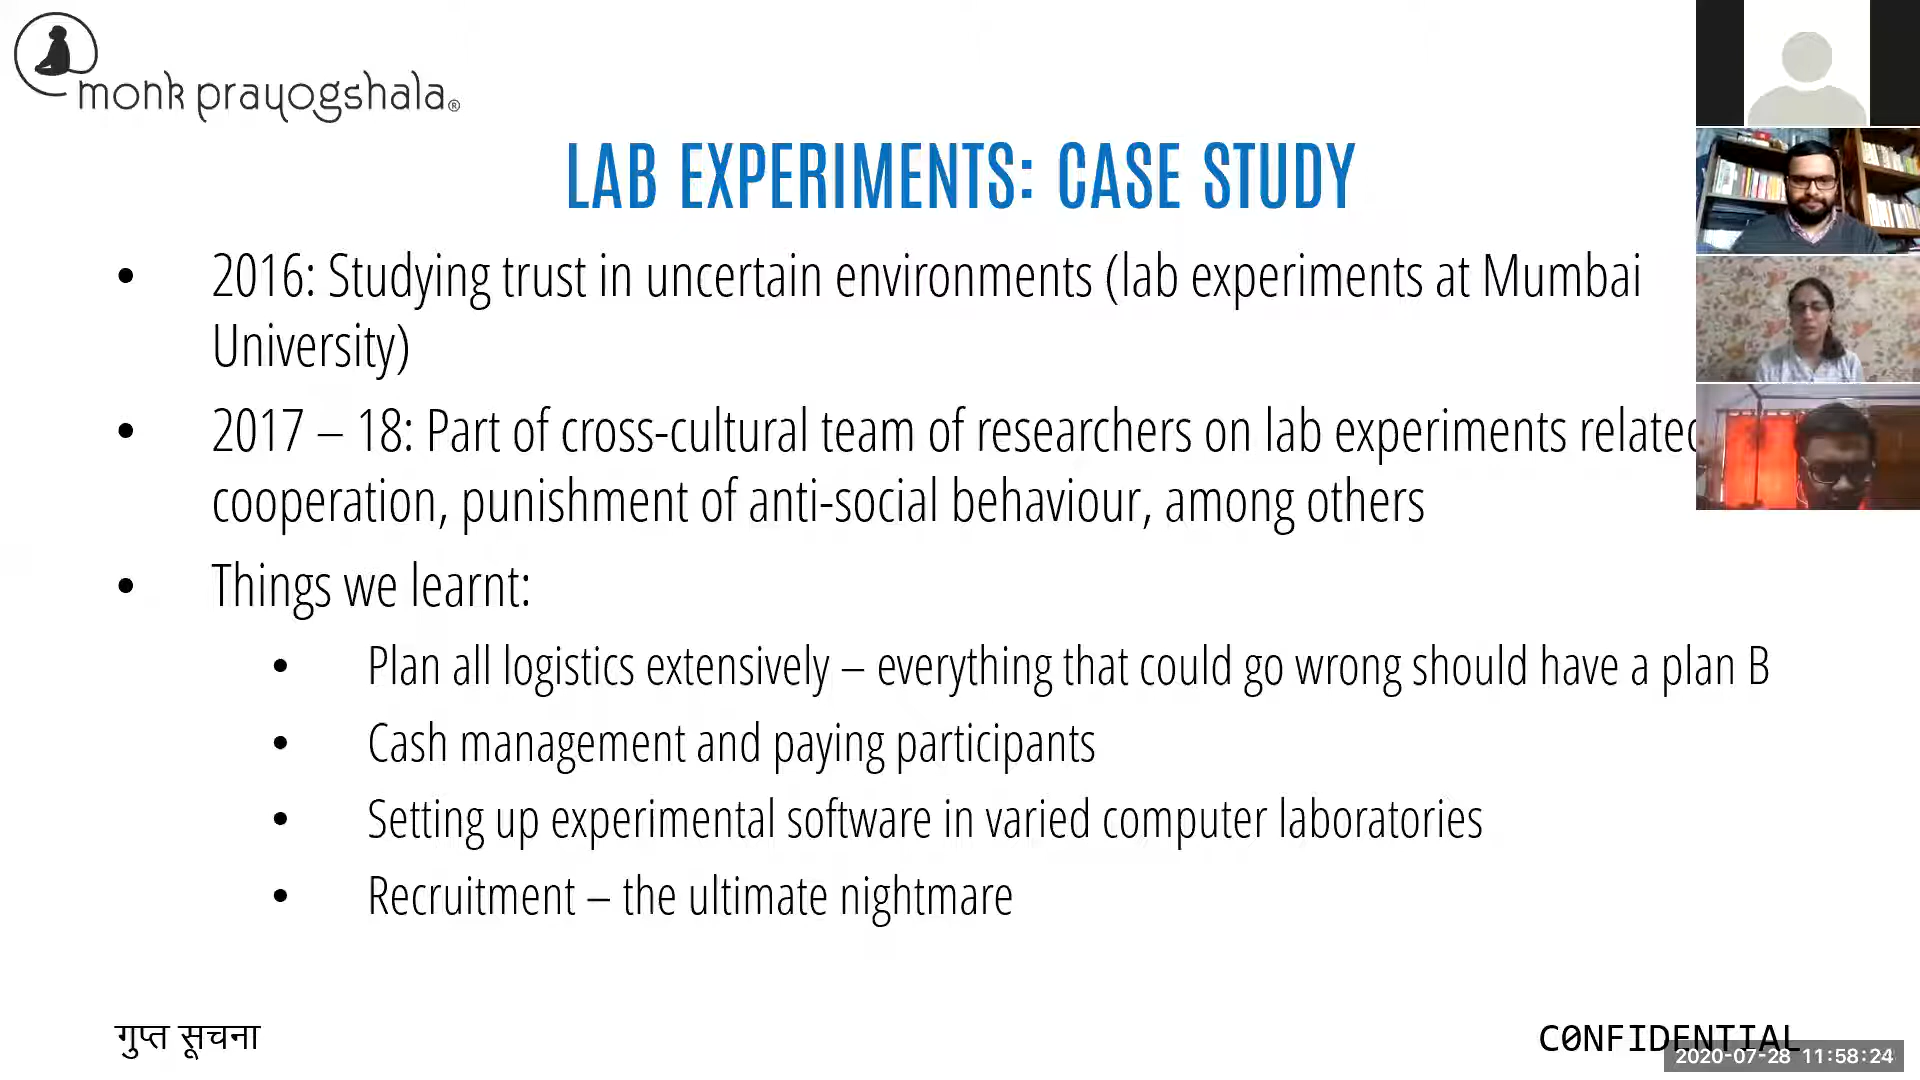 monk prayogshala®
LAB EXPERIMENTS: CASE STUDY
• 2016: Studying trust in uncertain environments (lab experiments at Mumbai
University)
• 2017 – 18: Part of cross-cultural team of researchers on lab experiments related
cooperation, punishment of anti-social behaviour, among others
• Things we learnt:
• Plan all logistics extensively – everything that could go wrong should have a plan B
• Cash management and paying participants
• Setting up experimental software in varied computer laboratories
• Recruitment – the ultimate nightmare
गुप्त सूचना
CONFIDENTIAL
2020-07-28 11:58:24